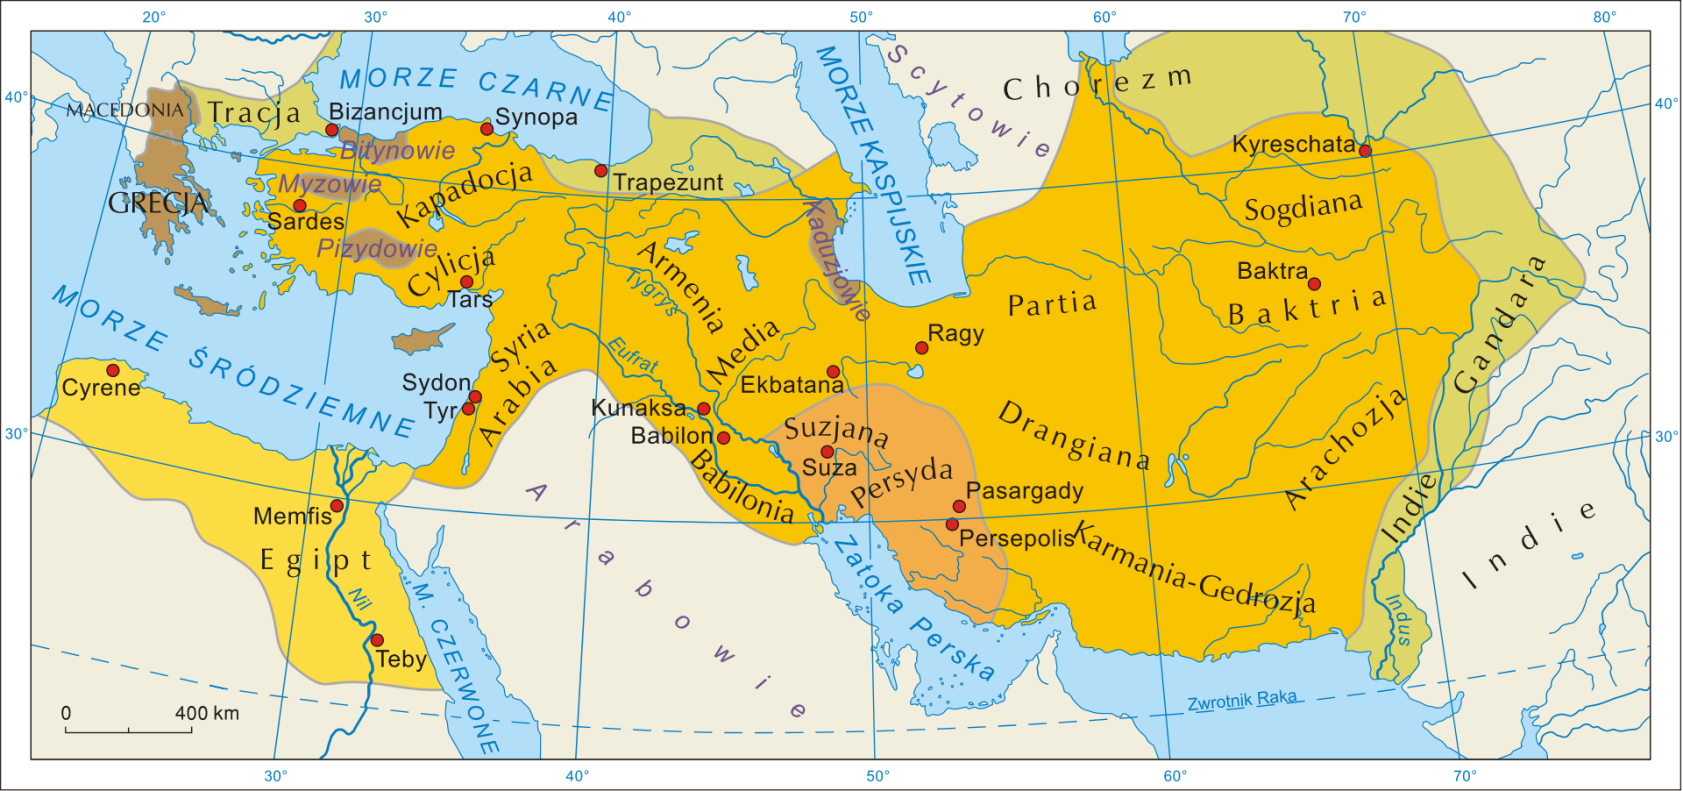 20°
30°
40°
50°
60°
70°
80°
40°
40°
30°
30°
MORZE CZARNE
MORZE KASPIJSKIE
Scytowie
Chorezm
MACEDONIA
Tracja
Bizancjum
Synopa
Bitynowie
Kyreschata
Trapezunt
Myzowie
Kapadocja
GRECJA
Sardes
Sogdiana
Pizydowie
Kaduzjowie
Armenia
Cylicja
Tygrys
Baktra
Tars
Partia
Baktria
Gandara
MORZE ŚRÓDZIEMNE
Syria
Media
Ragy
Eufrat
Cyrene
Sydon
Ekbatana
Tyr
Arabia
Kunaksa
Babilon
Suzjana
Drangiana
Arachozja
Suza
Babilonia
Persyda
Pasargady
Indie
Indie
Memfis
Persepolis
Arabowie
Egipt
Karmania-Gedrozja
Zatoka Perska
Nil
M. CZERWONE
Indus
Teby
Zwrotnik Raka
0
400 km
30°
40°
50°
60°
70°